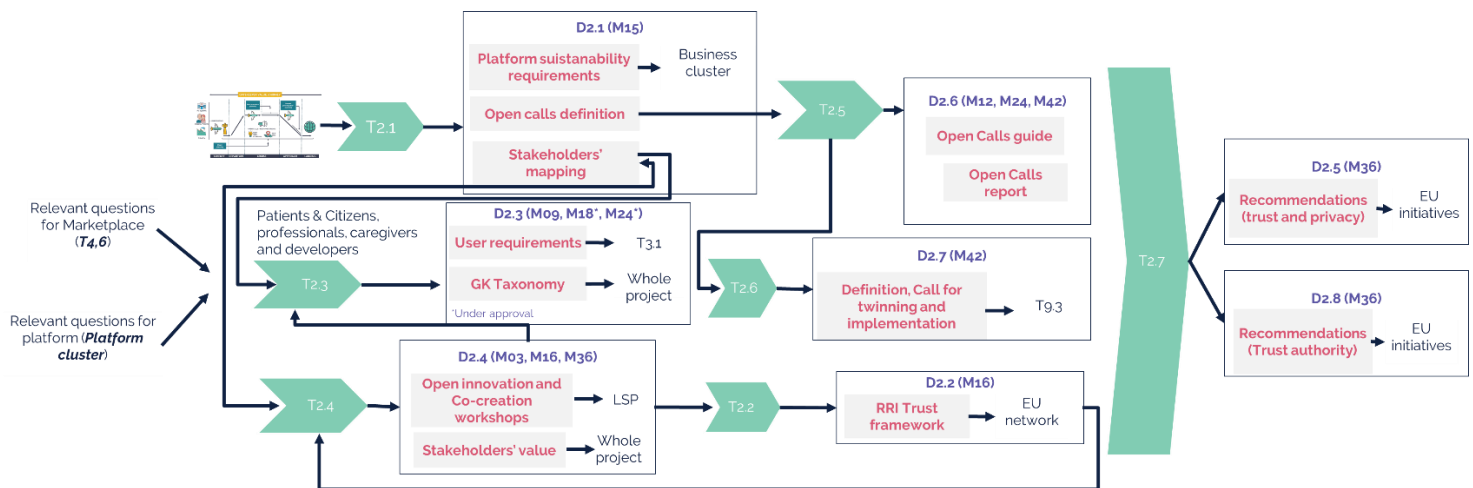 D2.1 (M15)
Platform suistanability
requirements
Business
cluster
T2.1
Open calls definition
Stakeholders'
mapping
T2.5
D2.6 (M12, M24, M42)
Open Calls guide
Open Calls
report
Relevant questions
for Marketplace
(T4,6)
Relevant questions for
platform (Platform
cluster)
Patients & Citizens,
professionals, caregivers
and developers
T2.3
D2.3 (M09, M18*, M24*)
User requirements
T3.1
GK Taxonomy
Whole
project
*Under approval
T2.6
D2.7 (M42)
Definition, Call for
twinning and
implementation
T9.3
T2.4
D2.4 (M03, M16, M36)
Open innovation and
Co-creation
workshops
LSP
Stakeholders' value
Whole
project
T2.2
D2.2 (M16)
RRI Trust
framework
EU
network
T2.7
D2.5 (M36)
Recommendations
(trust and privacy)
EU
initiatives
D2.8 (M36)
Recommendations
(Trust authority)
EU
initiatives